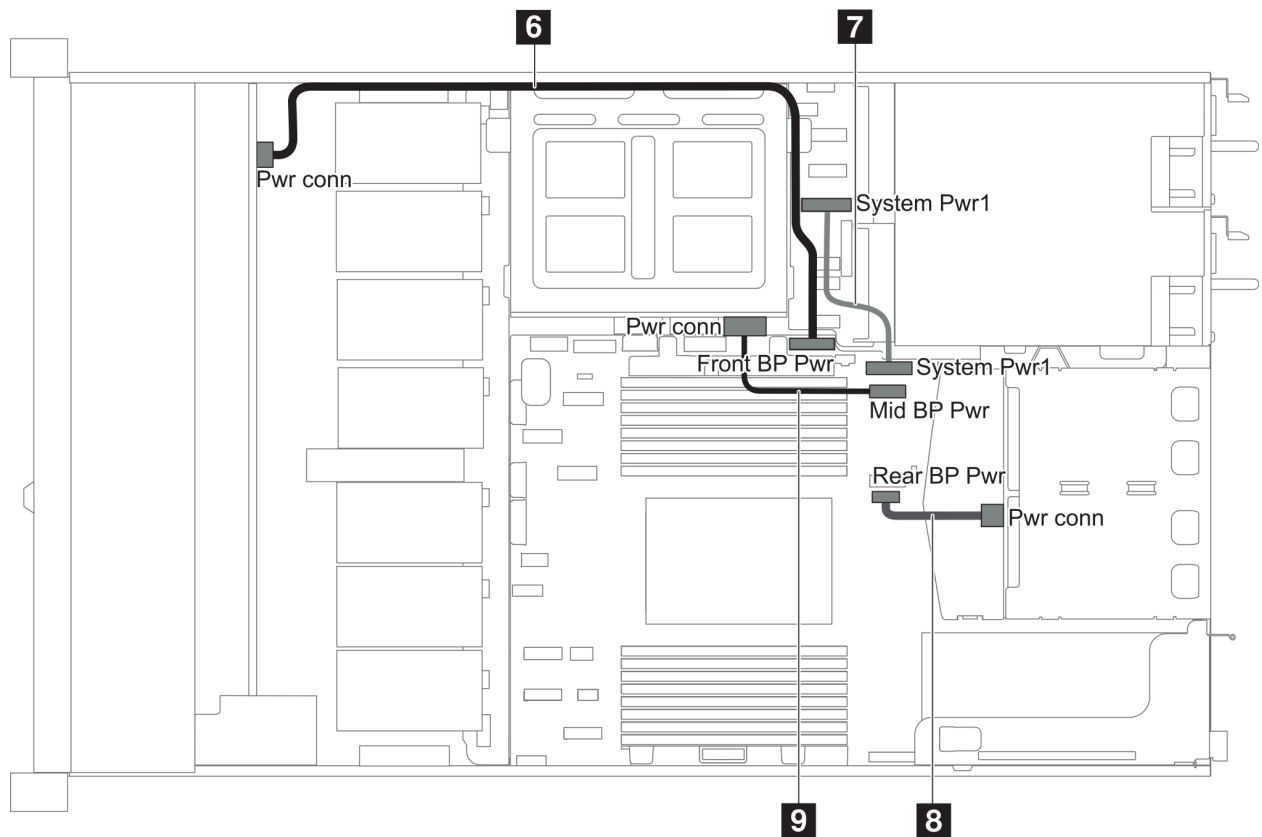 6
7
Pwr conn
System Pwr1
Pwr conn
Front BP Pwr
System Pwr1
Mid BP Pwr
Rear BP Pwr
Pwr conn
9
8